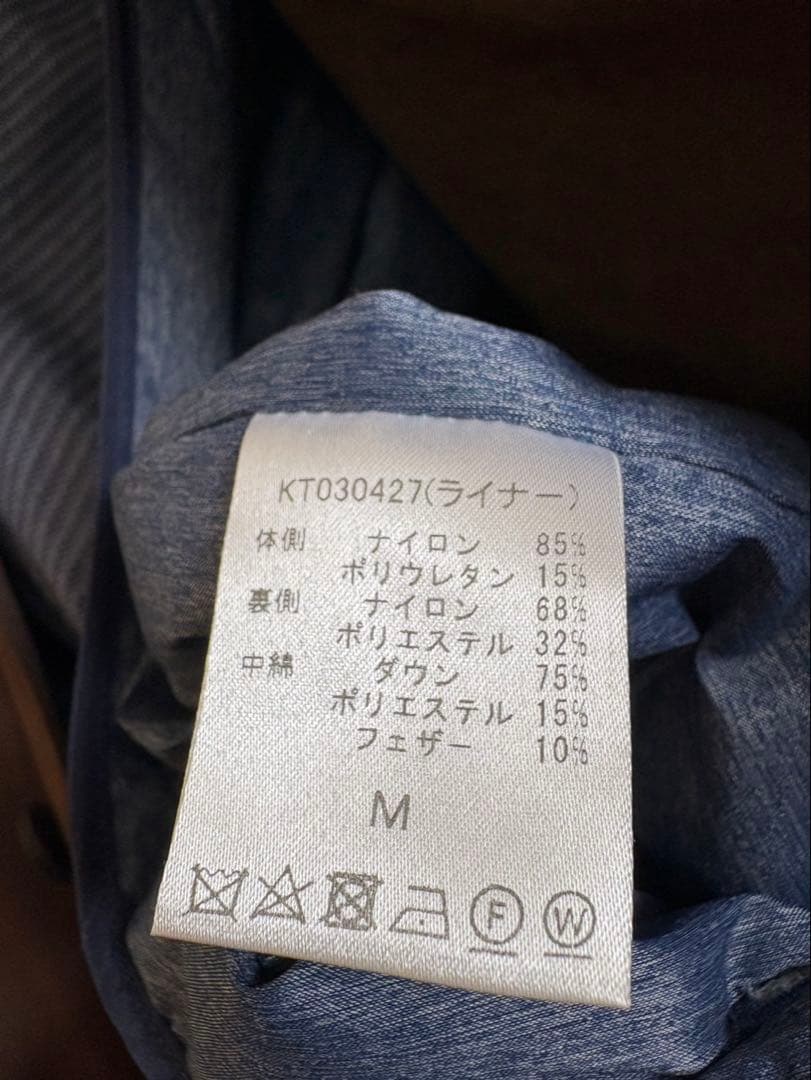 KT030427(ライナー)
体側 ナイロン 85%
ポリウレタン 15%
裏側 ナイロン 68%
ポリエステル 32%
中綿 ダウン 75%
ポリエステル 15%
フェザー 10%
M
F W